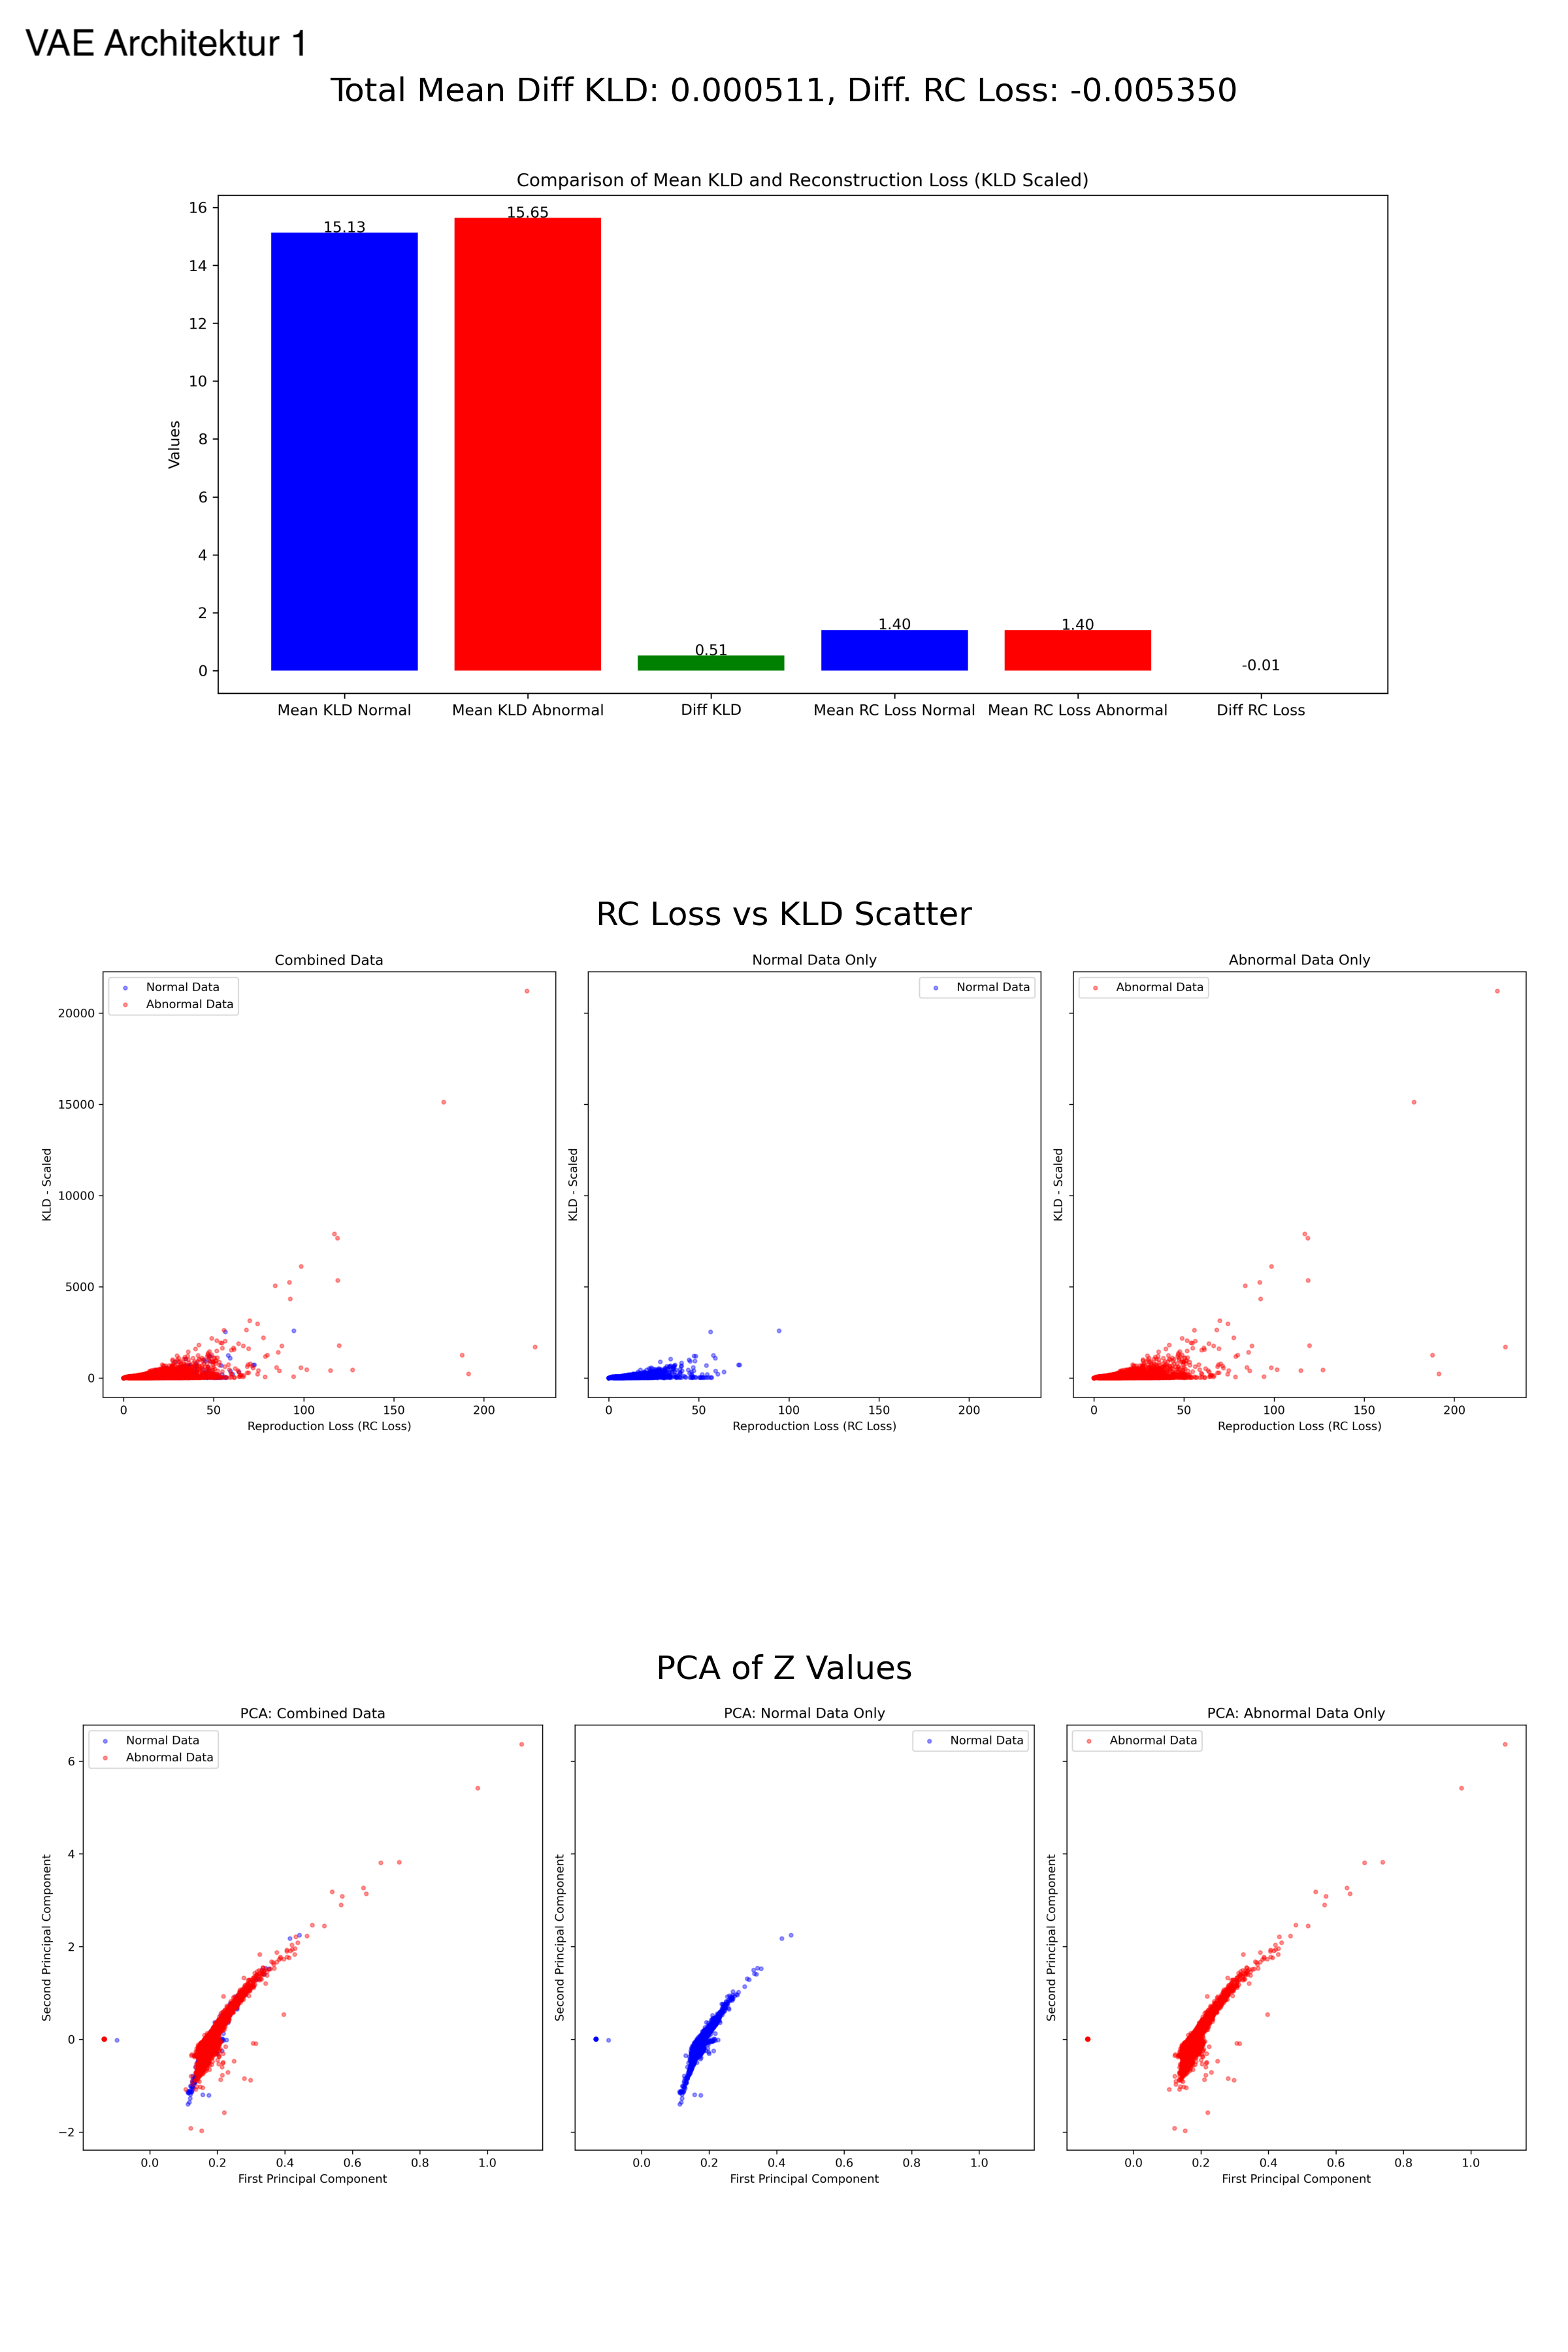 VAE Architektur 1
Total Mean Diff KLD: 0.000511, Diff. RC Loss: -0.005350
Comparison of Mean KLD and Reconstruction Loss (KLD Scaled)
16
14
12
10
8
6
4
2
0
Values
15.13
15.65
0.51
1.40
1.40
-0.01
Mean KLD Normal
Mean KLD Abnormal
Diff KLD
Mean RC Loss Normal
Mean RC Loss Abnormal
Diff RC Loss
RC Loss vs KLD Scatter
Combined Data
Normal Data
Abnormal Data
20000
15000
10000
5000
0
KLD - Scaled
0 50 100 150 200
Reproduction Loss (RC Loss)
Normal Data Only
Normal Data
KLD - Scaled
0 50 100 150 200
Reproduction Loss (RC Loss)
Abnormal Data Only
Abnormal Data
KLD - Scaled
0 50 100 150 200
Reproduction Loss (RC Loss)
PCA of Z Values
PCA: Combined Data
Normal Data
Abnormal Data
6
4
2
0
−2
Second Principal Component
0.0 0.2 0.4 0.6 0.8 1.0
First Principal Component
PCA: Normal Data Only
Normal Data
Second Principal Component
0.0 0.2 0.4 0.6 0.8 1.0
First Principal Component
PCA: Abnormal Data Only
Abnormal Data
Second Principal Component
0.0 0.2 0.4 0.6 0.8 1.0
First Principal Component